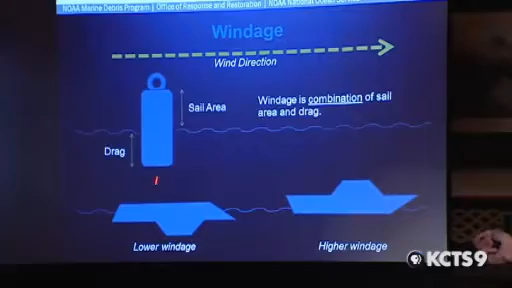 NOAA Marine Debris Program | Office of Response and Restoration | NOAA National Ocean Service
Windage
Wind Direction
Sail Area
Windage is combination of sail
area and drag.
Drag
Lower windage
Higher windage
KCTS9